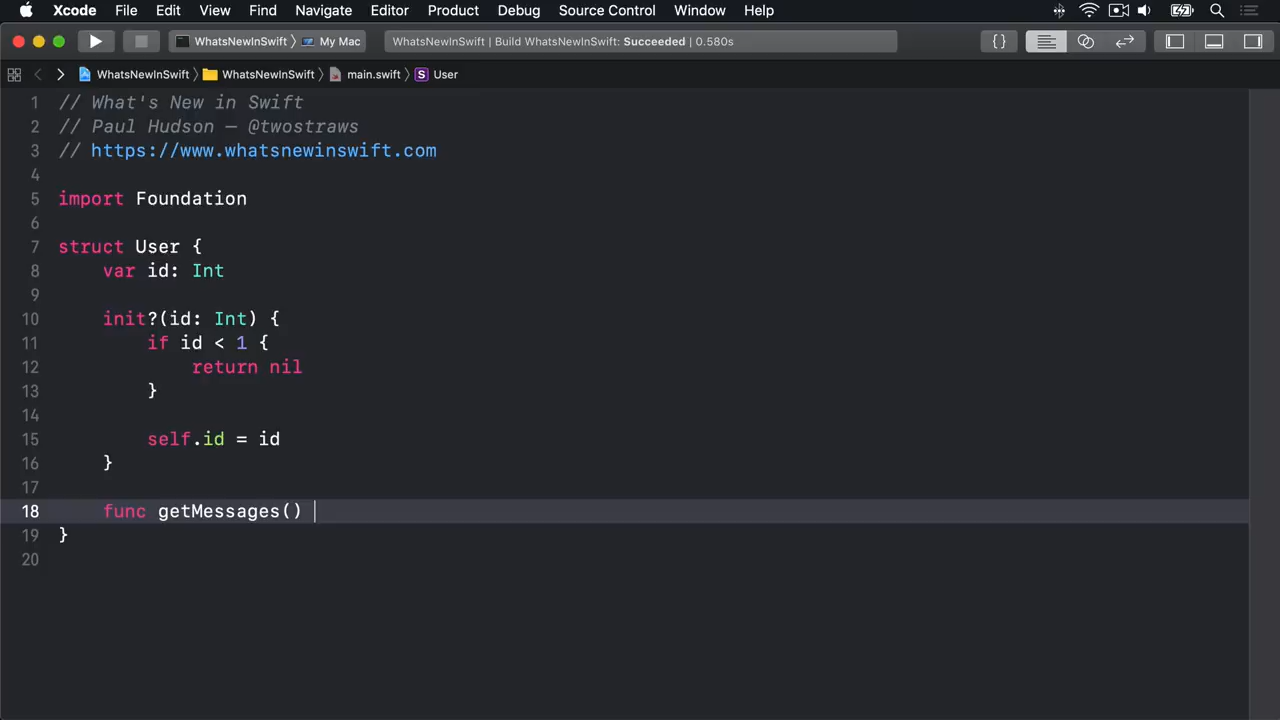 Xcode File Edit View Find Navigate Editor Product Debug Source Control Window Help
WhatsNewInSwift 〉 My Mac WhatsNewInSwift | Build WhatsNewInSwift: Succeeded | 0.580s {}
WhatsNewInSwift 〉 WhatsNewInSwift 〉 main.swift 〉 S User
1 // What's New in Swift
2 // Paul Hudson — @twostraws
3 // https://www.whatsnewinswift.com
4
5 import Foundation
6
7 struct User {
8     var id: Int
9
10     init?(id: Int) {
11         if id < 1 {
12             return nil
13         }
14
15         self.id = id
16     }
17
18     func getMessages()
19 }
20